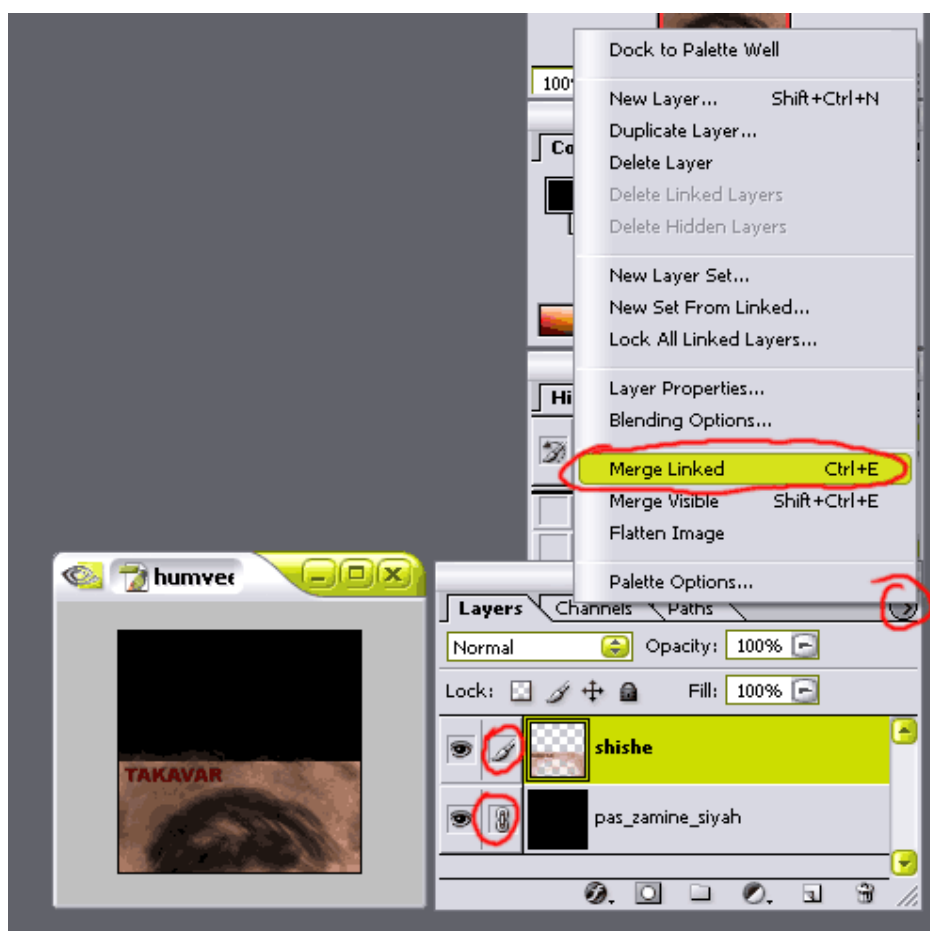 Dock to Palette Well
100%
New Layer... Shift+Ctrl+N
Duplicate Layer...
Co
Delete Layer
Delete Linked Layers
Delete Hidden Layers
New Layer Set...
New Set From Linked...
Lock All Linked Layers...
Layer Properties...
Hi
Blending Options...
Merge Linked Ctrl+E
Merge Visible Shift+Ctrl+E
Flatten Image
Palette Options...
humvee
TAKAVAR
Layers Channels Paths
Normal Opacity: 100%
Lock: Fill: 100%
shishe
pas_zamine_siyah